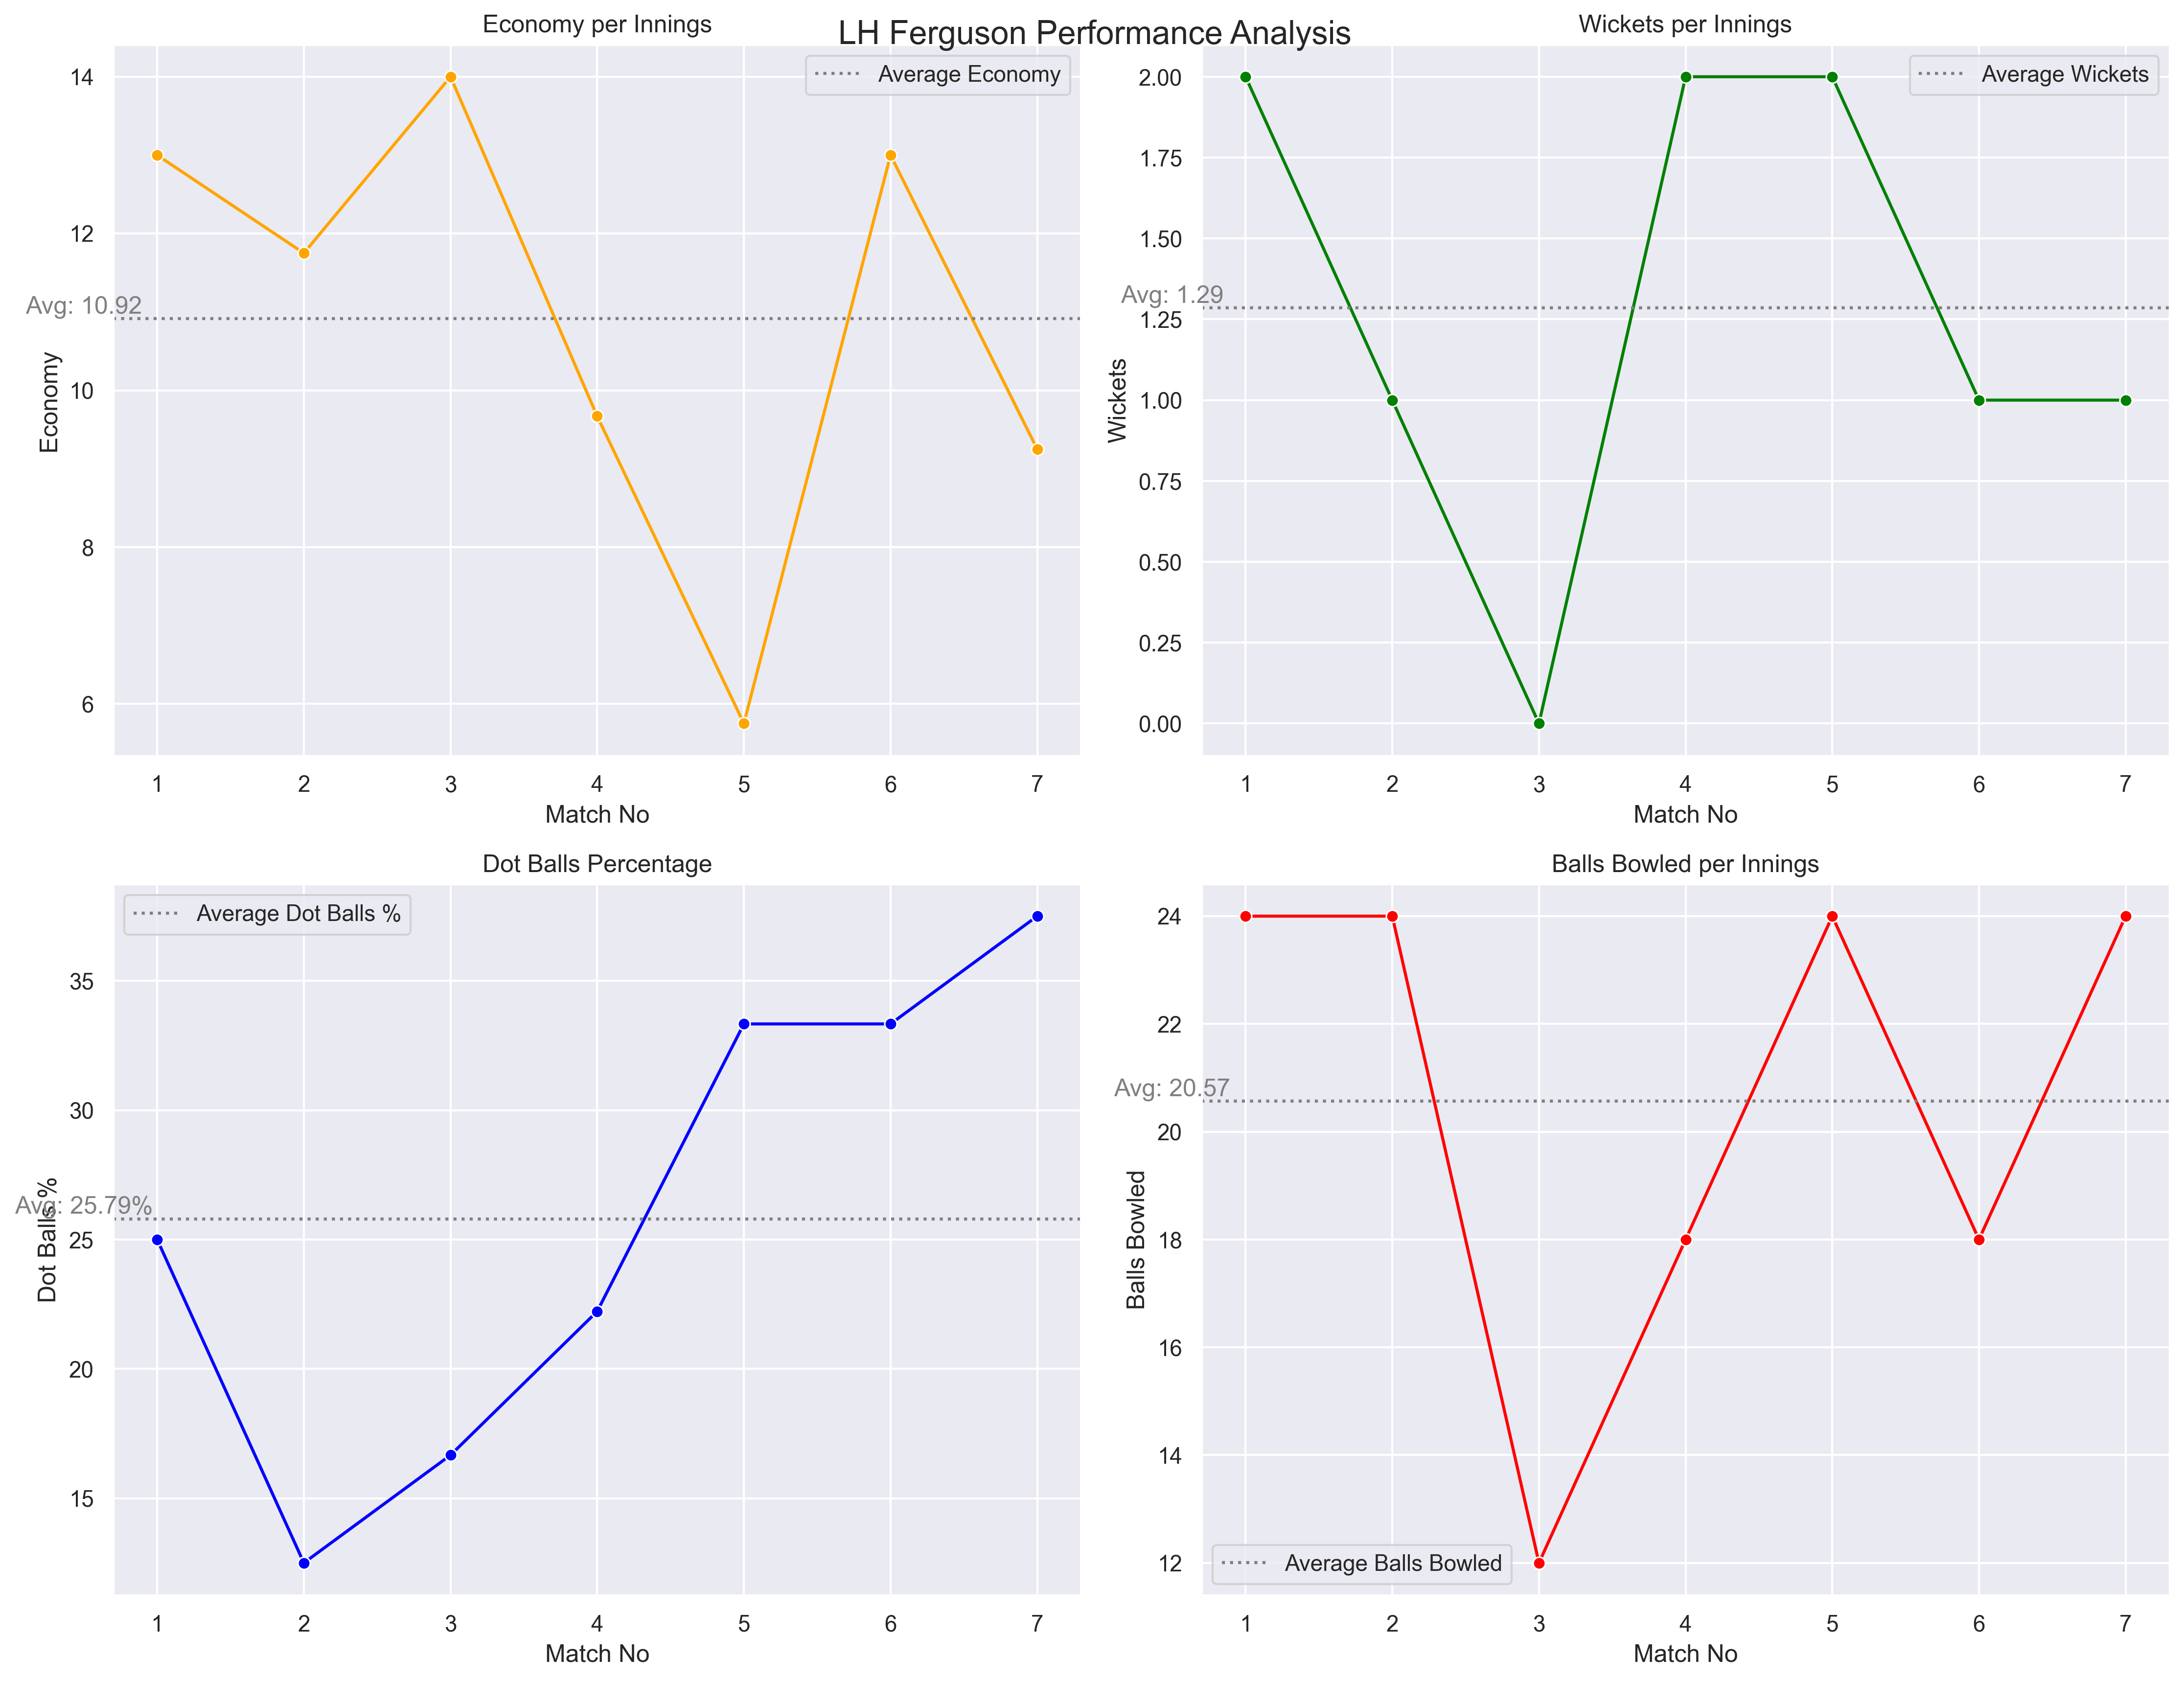 LH Ferguson Performance Analysis
Economy per Innings
Average Economy
14
12
10
8
6
Avg: 10.92
Economy
1 2 3 4 5 6 7
Match No
Wickets per Innings
Average Wickets
2.00
1.75
1.50
1.25
1.00
0.75
0.50
0.25
0.00
Avg: 1.29
Wickets
1 2 3 4 5 6 7
Match No
Dot Balls Percentage
Average Dot Balls %
35
30
25
20
15
Avg: 25.79%
Dot Balls %
1 2 3 4 5 6 7
Match No
Balls Bowled per Innings
24
22
20
18
16
14
12
Avg: 20.57
Balls Bowled
Average Balls Bowled
1 2 3 4 5 6 7
Match No